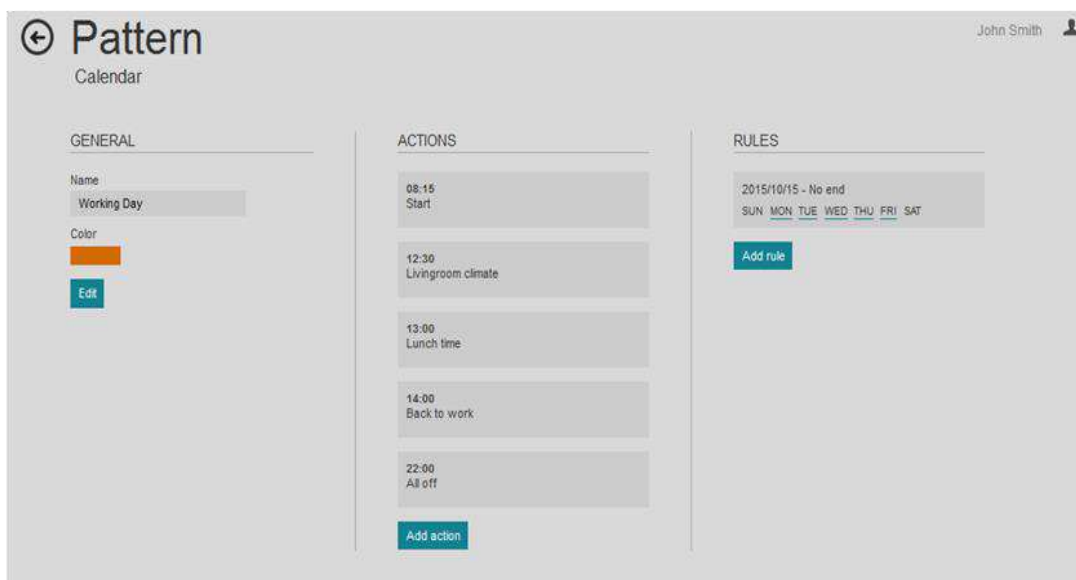 Pattern
Calendar
John Smith
GENERAL
Name
Working Day
Color
Edit
ACTIONS
08:15
Start
12:30
Livingroom climate
13:00
Lunch time
14:00
Back to work
22:00
All off
Add action
RULES
2015/10/15 - No end
SUN MON TUE WED THU FRI SAT
Add rule